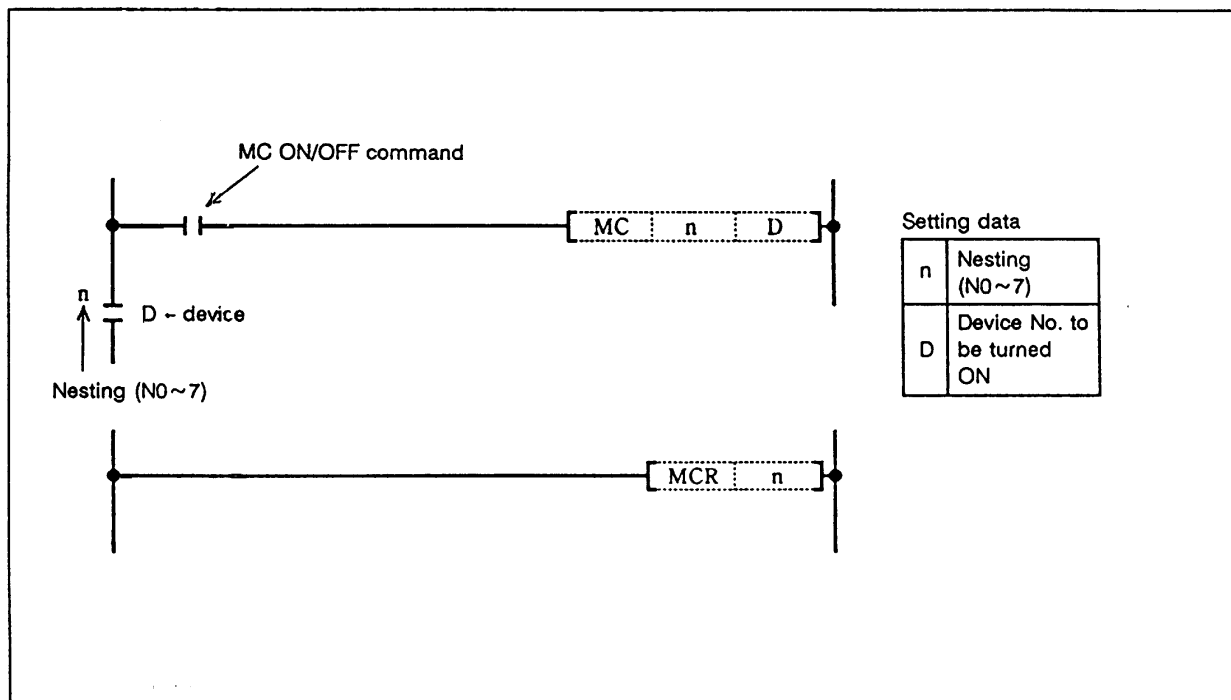 MC ON/OFF command
MC n D
n D - device
Nesting (N0~7)
Setting data
n Nesting
(N0~7)
D Device No. to
be turned
ON
MCR n